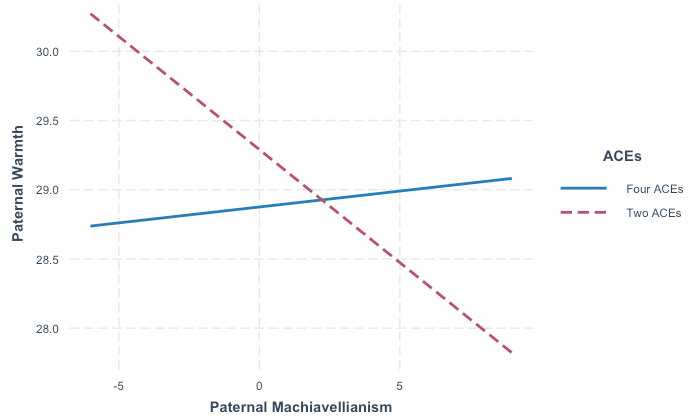 30.0
29.5
29.0
28.5
28.0
Paternal Warmth
-5
0
5
Paternal Machiavellianism
ACEs
Four ACEs
Two ACEs